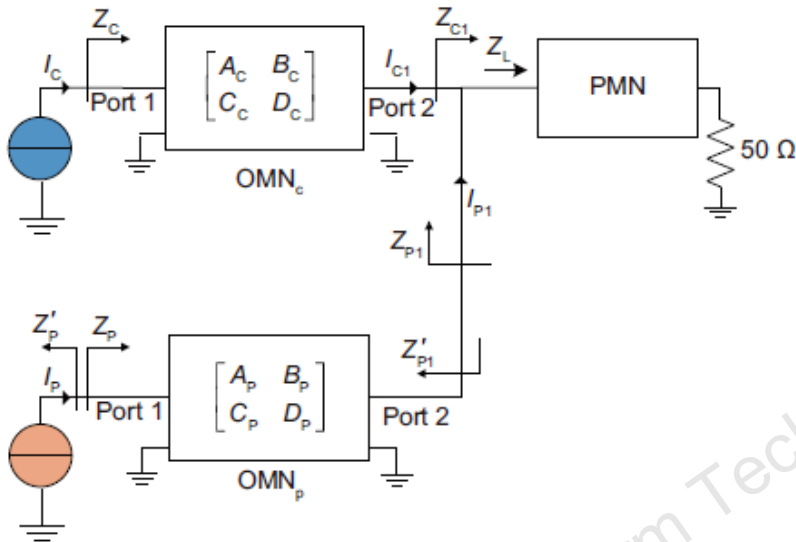 Z_C
Z_C1
I_C
I_C1
Z_L
A_C B_C
C_C D_C
Port 1
Port 2
PMN
50 Ω
OMN_c
I_P1
Z_P1
Z'_P
Z_P
Z'_P1
I_P
A_P B_P
C_P D_P
Port 1
Port 2
OMN_p
m Tech